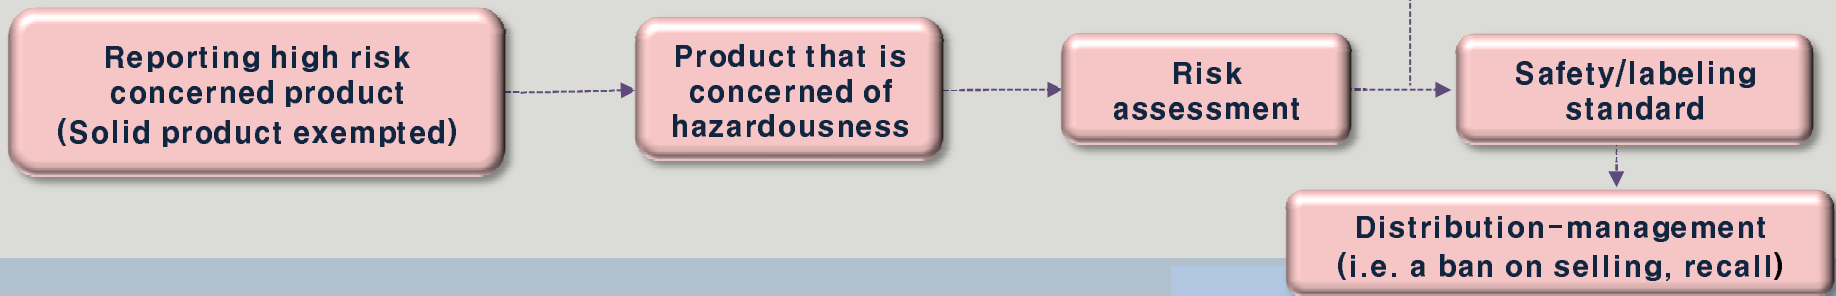 Reporting high risk
concerned product
(Solid product exempted)
Product that is
concerned of
hazardousness
Risk
assessment
Safety/labeling
standard
Distribution-management
(i.e. a ban on selling, recall)